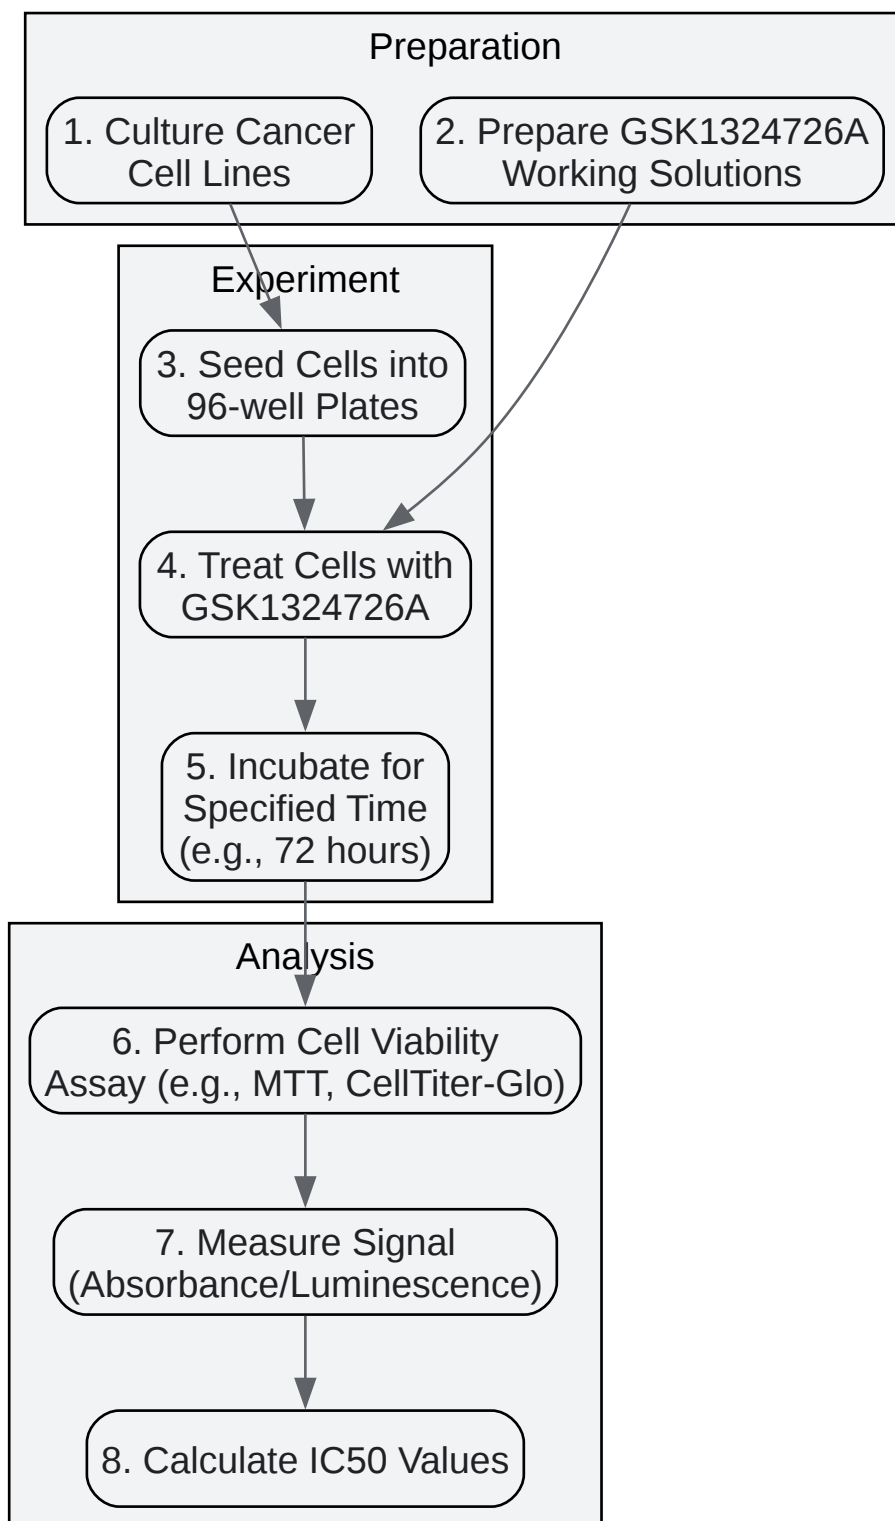 Preparation
1. Culture Cancer
Cell Lines
2. Prepare GSK1324726A
Working Solutions
Experiment
3. Seed Cells into
96-well Plates
4. Treat Cells with
GSK1324726A
5. Incubate for
Specified Time
(e.g., 72 hours)
Analysis
6. Perform Cell Viability
Assay (e.g., MTT, CellTiter-Glo)
7. Measure Signal
(Absorbance/Luminescence)
8. Calculate IC50 Values